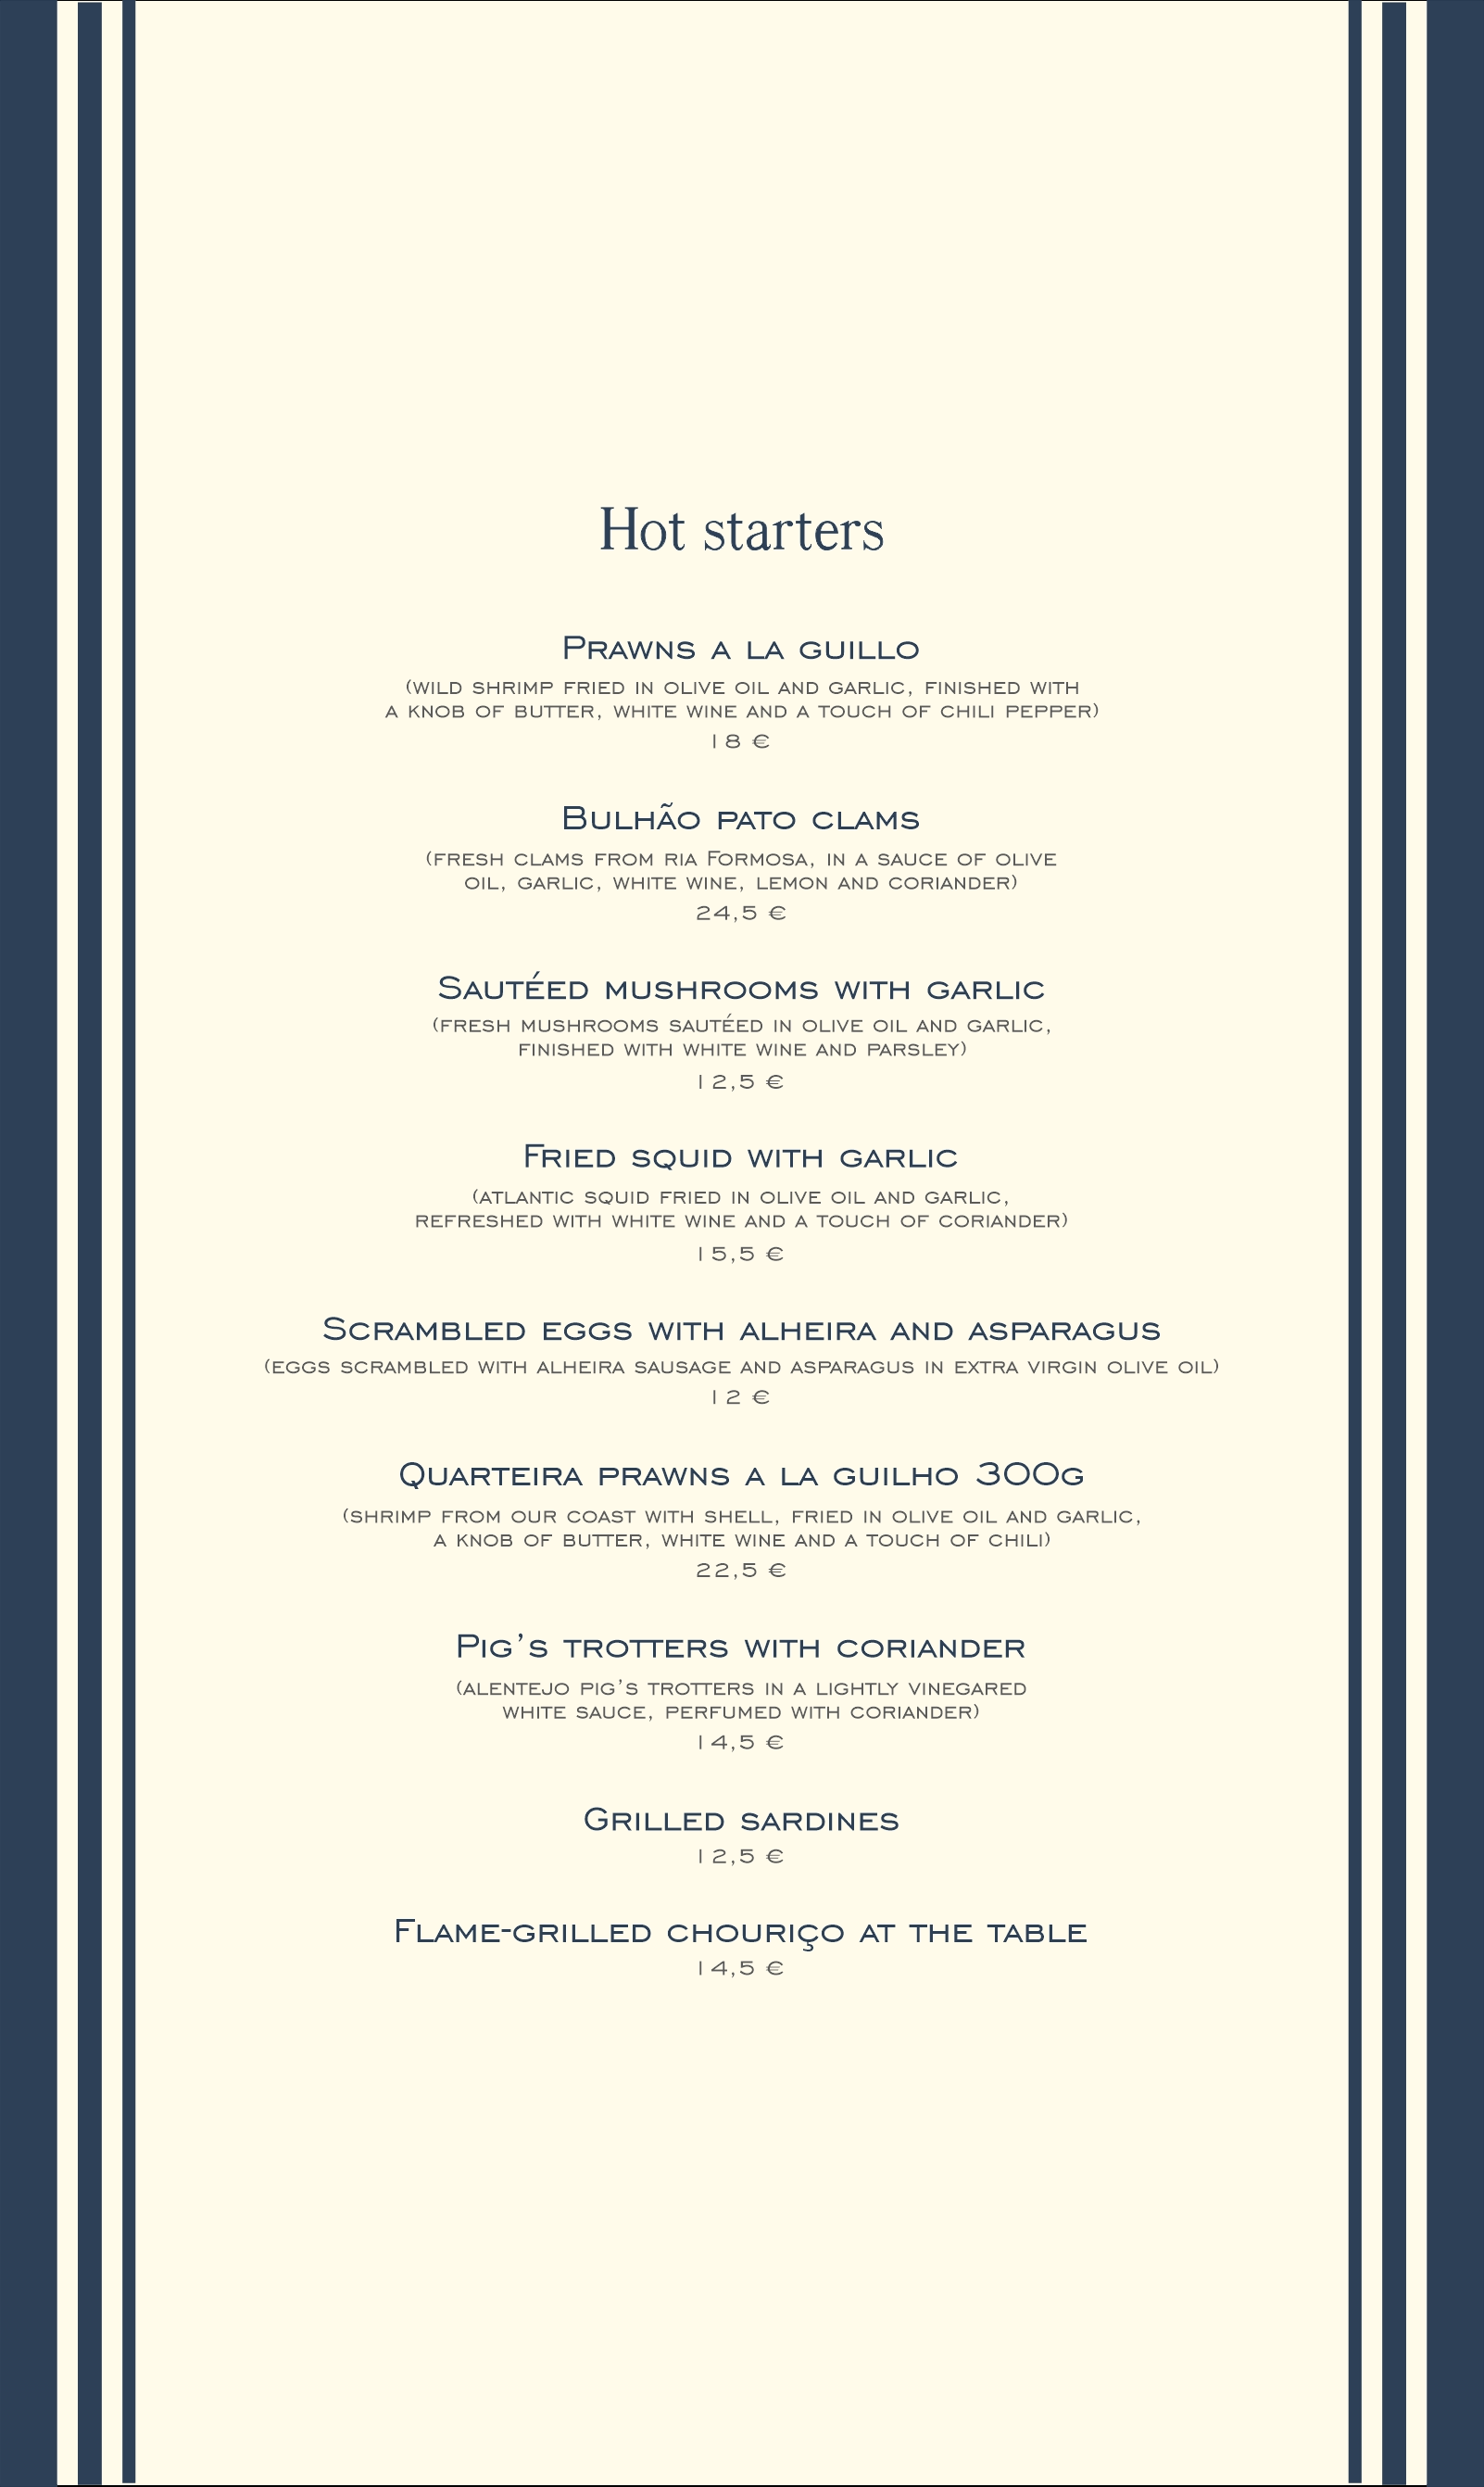 Hot starters
Prawns a la guillo
(wild shrimp fried in olive oil and garlic, finished with
a knob of butter, white wine and a touch of chili pepper)
18 €
Bulhão pato clams
(fresh clams from ria Formosa, in a sauce of olive
oil, garlic, white wine, lemon and coriander)
24,5 €
Sautéed mushrooms with garlic
(fresh mushrooms sautéed in olive oil and garlic,
finished with white wine and parsley)
12,5 €
Fried squid with garlic
(atlantic squid fried in olive oil and garlic,
refreshed with white wine and a touch of coriander)
15,5 €
Scrambled eggs with alheira and asparagus
(eggs scrambled with alheira sausage and asparagus in extra virgin olive oil)
12 €
Quarteira prawns a la guilho 300g
(shrimp from our coast with shell, fried in olive oil and garlic,
a knob of butter, white wine and a touch of chili)
22,5 €
Pig’s trotters with coriander
(alentejo pig’s trotters in a lightly vinegared
white sauce, perfumed with coriander)
14,5 €
Grilled sardines
12,5 €
Flame-grilled chouriço at the table
14,5 €